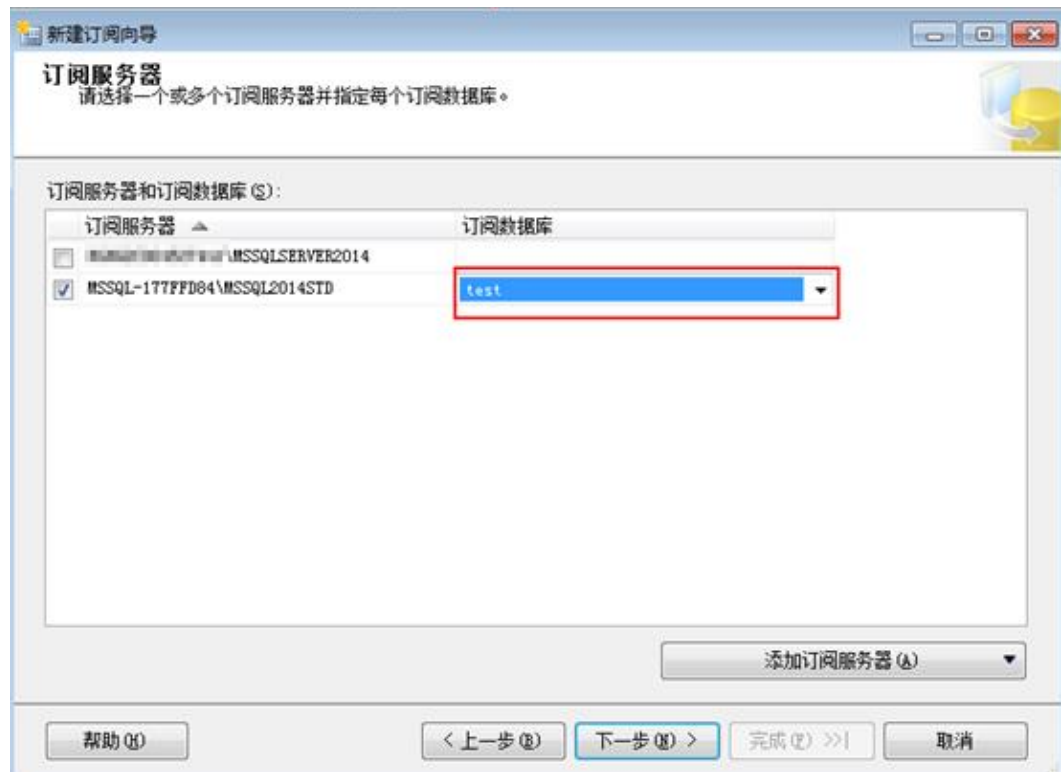 新建订阅向导
订阅服务器
请选择一个或多个订阅服务器并指定每个订阅数据库。
订阅服务器和订阅数据库(S):
订阅服务器 订阅数据库
\MSSQLSERVER2014
MSSQL-177FFD84\MSSQL2014STD test
添加订阅服务器(A)
帮助(H) <上一步(B) 下一步(N)> 完成(F)>>| 取消